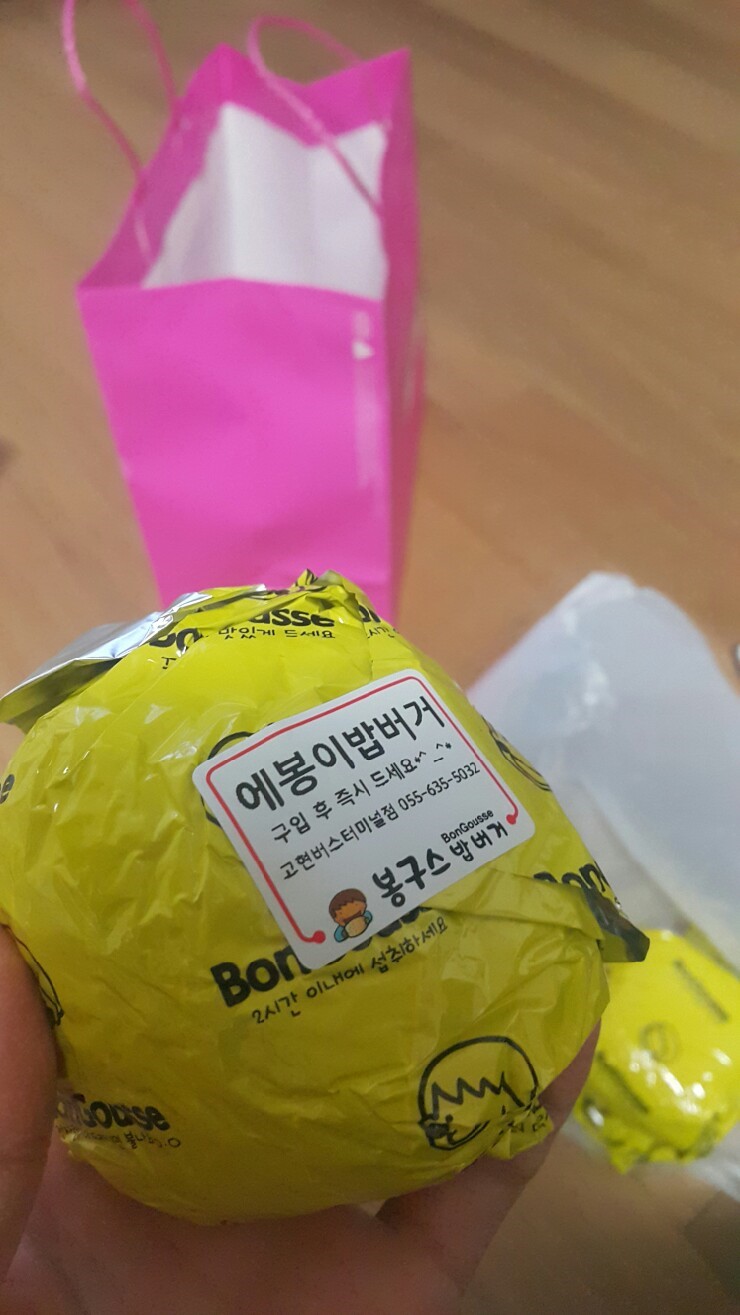 맛있게 드세요
에봉이밥버거
구입 후 즉시 드세요*^_^*
고현버스터미널점 055-635-5032
BonGousse
봉구스 밥버거
2시간 이내에 섭취하세요